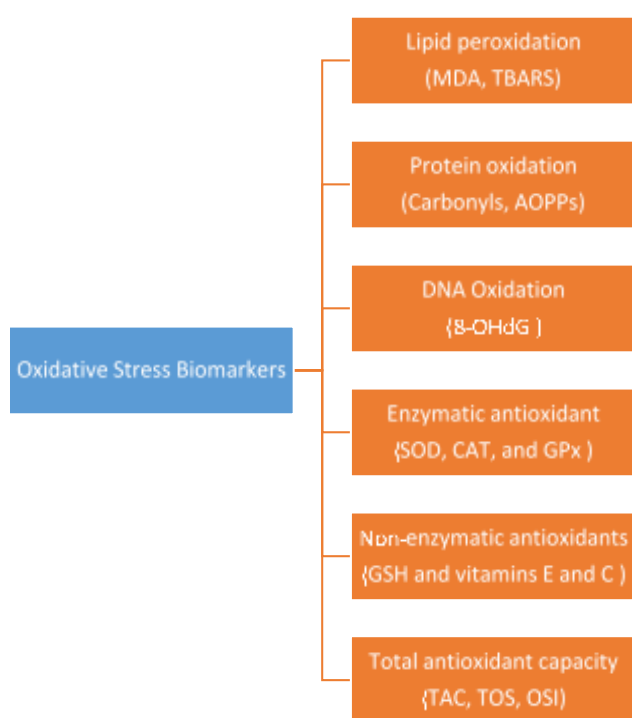 Lipid peroxidation
(MDA, TBARS)
Protein oxidation
(Carbonyls, AOPPs)
DNA Oxidation
(8-OHdG )
Oxidative Stress Biomarkers
Enzymatic antioxidant
(SOD, CAT, and GPx )
Non-enzymatic antioxidants
(GSH and vitamins E and C )
Total antioxidant capacity
(TAC, TOS, OSI)